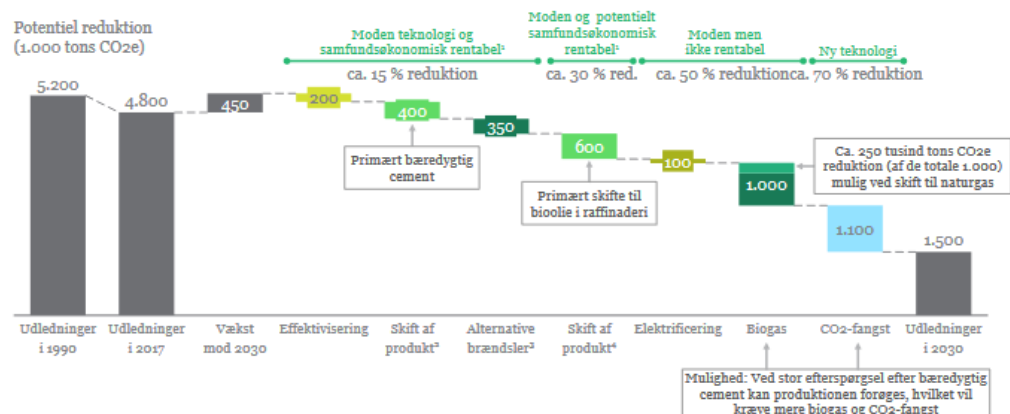 Potentiel reduktion
(1.000 tons CO2e)
Moden teknologi og
samfundsøkonomisk rentabel¹
ca. 15 % reduktion
Moden og potentielt
samfundsøkonomisk
rentabel¹
ca. 30 % red.
Moden men
ikke rentabel
ca. 50 % reduktion
Ny teknologi
ca. 70 % reduktion
5.200
4.800
450
200
400
350
600
100
1.000
1.100
1.500
Primært bæredygtig
cement
Primært skifte til
bioolie i raffinaderi
Ca. 250 tusind tons CO2e
reduktion (af de totale 1.000)
mulig ved skift til naturgas
Udledninger
i 1990
Udledninger
i 2017
Vækst
mod 2030
Effektivisering
Skift af
produkt²
Alternative
brændsler³
Skift af
produkt⁴
Elektrificering
Biogas
CO2-fangst
Udledninger
i 2030
Mulighed: Ved stor efterspørgsel efter bæredygtig
cement kan produktionen forøges, hvilket vil
kræve mere biogas og CO2-fangst